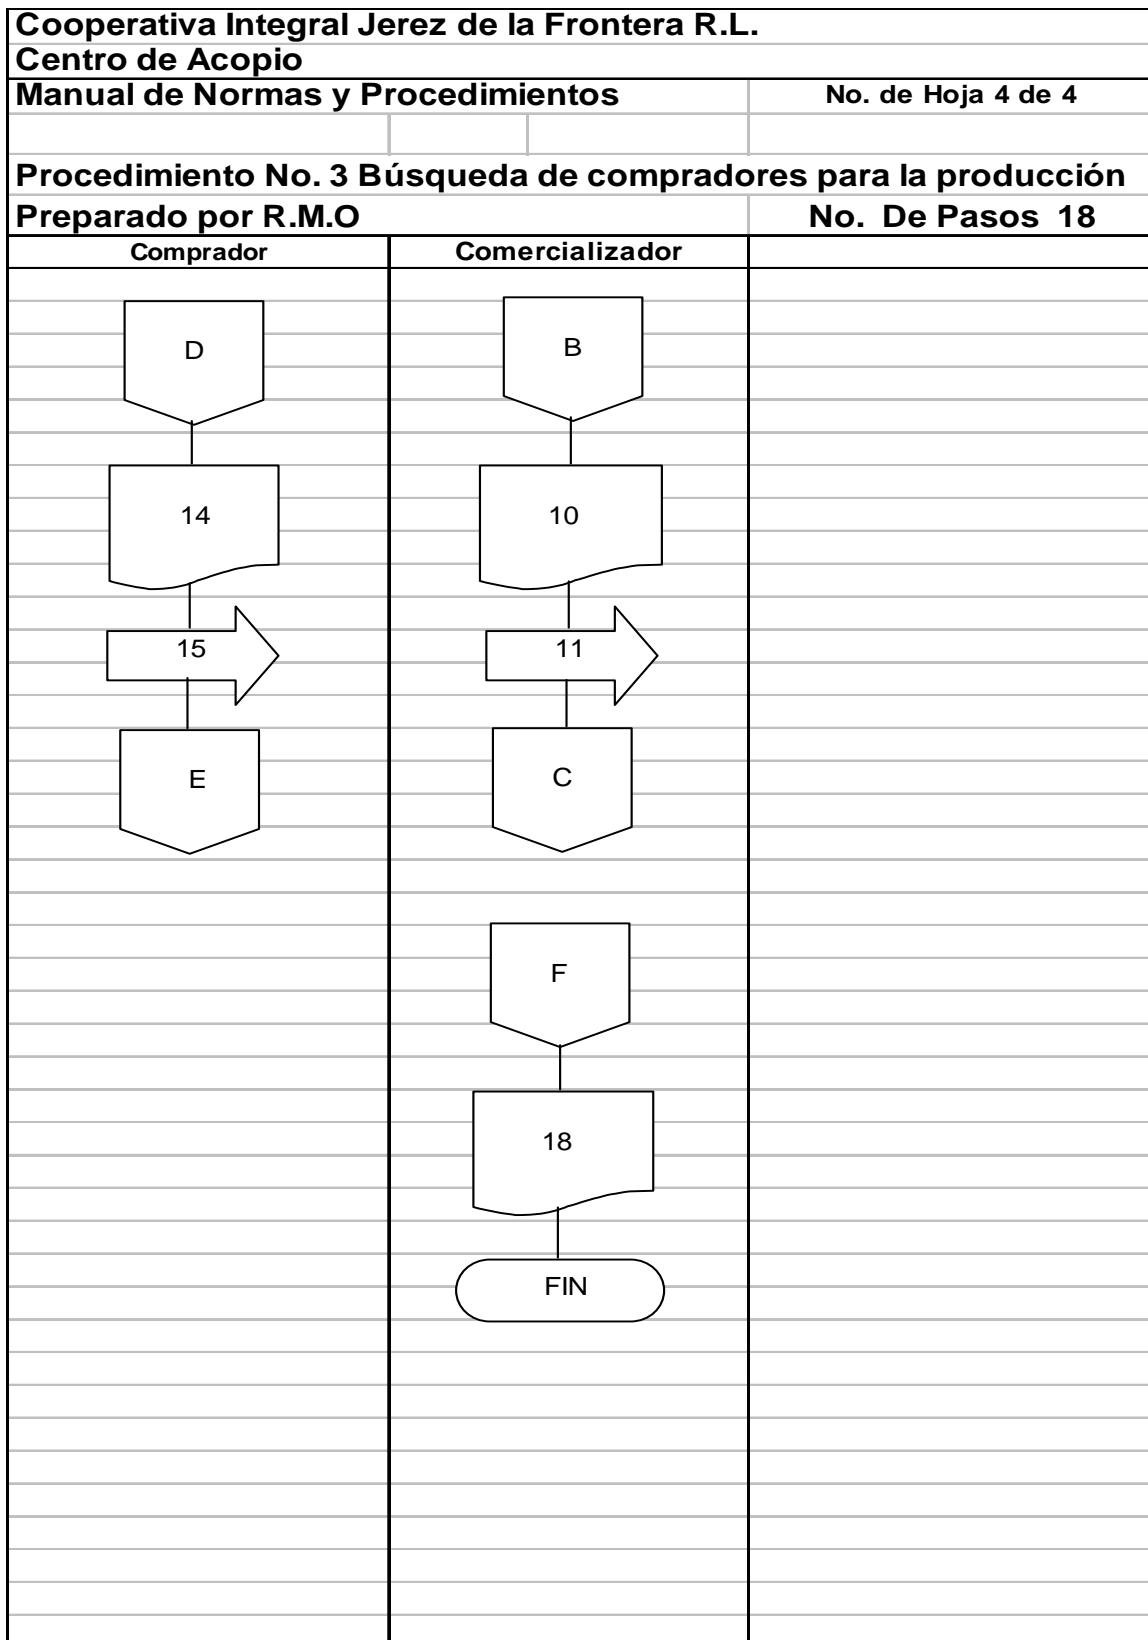 Cooperativa Integral Jerez de la Frontera R.L.
Centro de Acopio
Manual de Normas y Procedimientos No. de Hoja 4 de 4
Procedimiento No. 3 Búsqueda de compradores para la producción
Preparado por R.M.O No. De Pasos 18
Comprador Comercializador
D B
14 10
15 11
E C
F
18
FIN